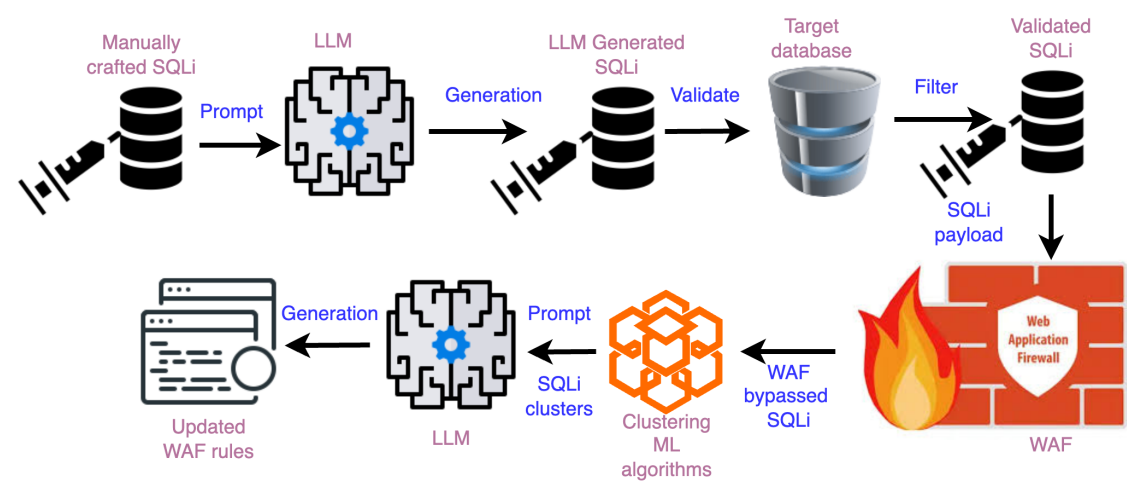 Manually
crafted SQLi
Prompt
LLM
Generation
LLM Generated
SQLi
Validate
Target
database
Filter
Validated
SQLi
SQLi
payload
Web
Application
Firewall
WAF
WAF
bypassed
SQLi
Clustering
ML
algorithms
Prompt
SQLi
clusters
LLM
Generation
Updated
WAF rules